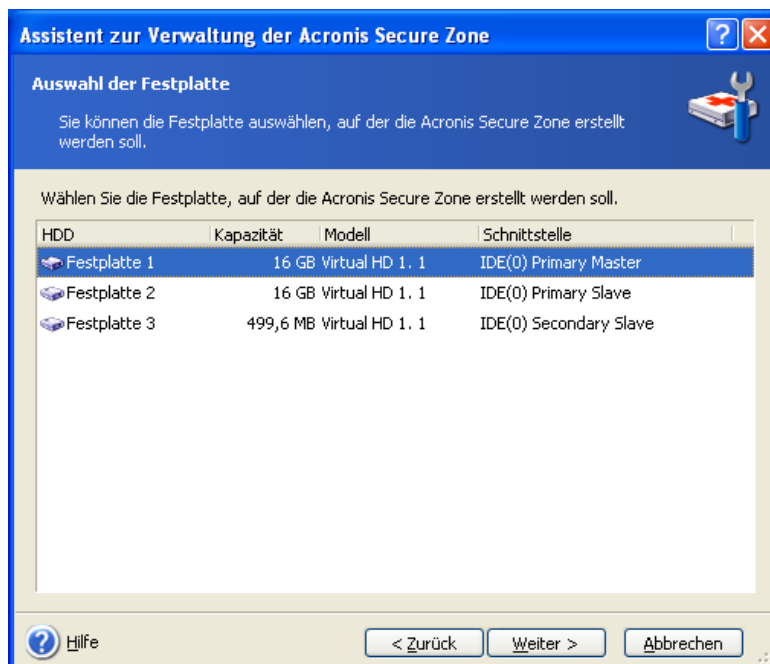 Assistent zur Verwaltung der Acronis Secure Zone
Auswahl der Festplatte
Sie können die Festplatte auswählen, auf der die Acronis Secure Zone erstellt
werden soll.
Wählen Sie die Festplatte, auf der die Acronis Secure Zone erstellt werden soll.
HDD Kapazität Modell Schnittstelle
Festplatte 1 16 GB Virtual HD 1. 1 IDE(0) Primary Master
Festplatte 2 16 GB Virtual HD 1. 1 IDE(0) Primary Slave
Festplatte 3 499,6 MB Virtual HD 1. 1 IDE(0) Secondary Slave
Hilfe < Zurück Weiter > Abbrechen